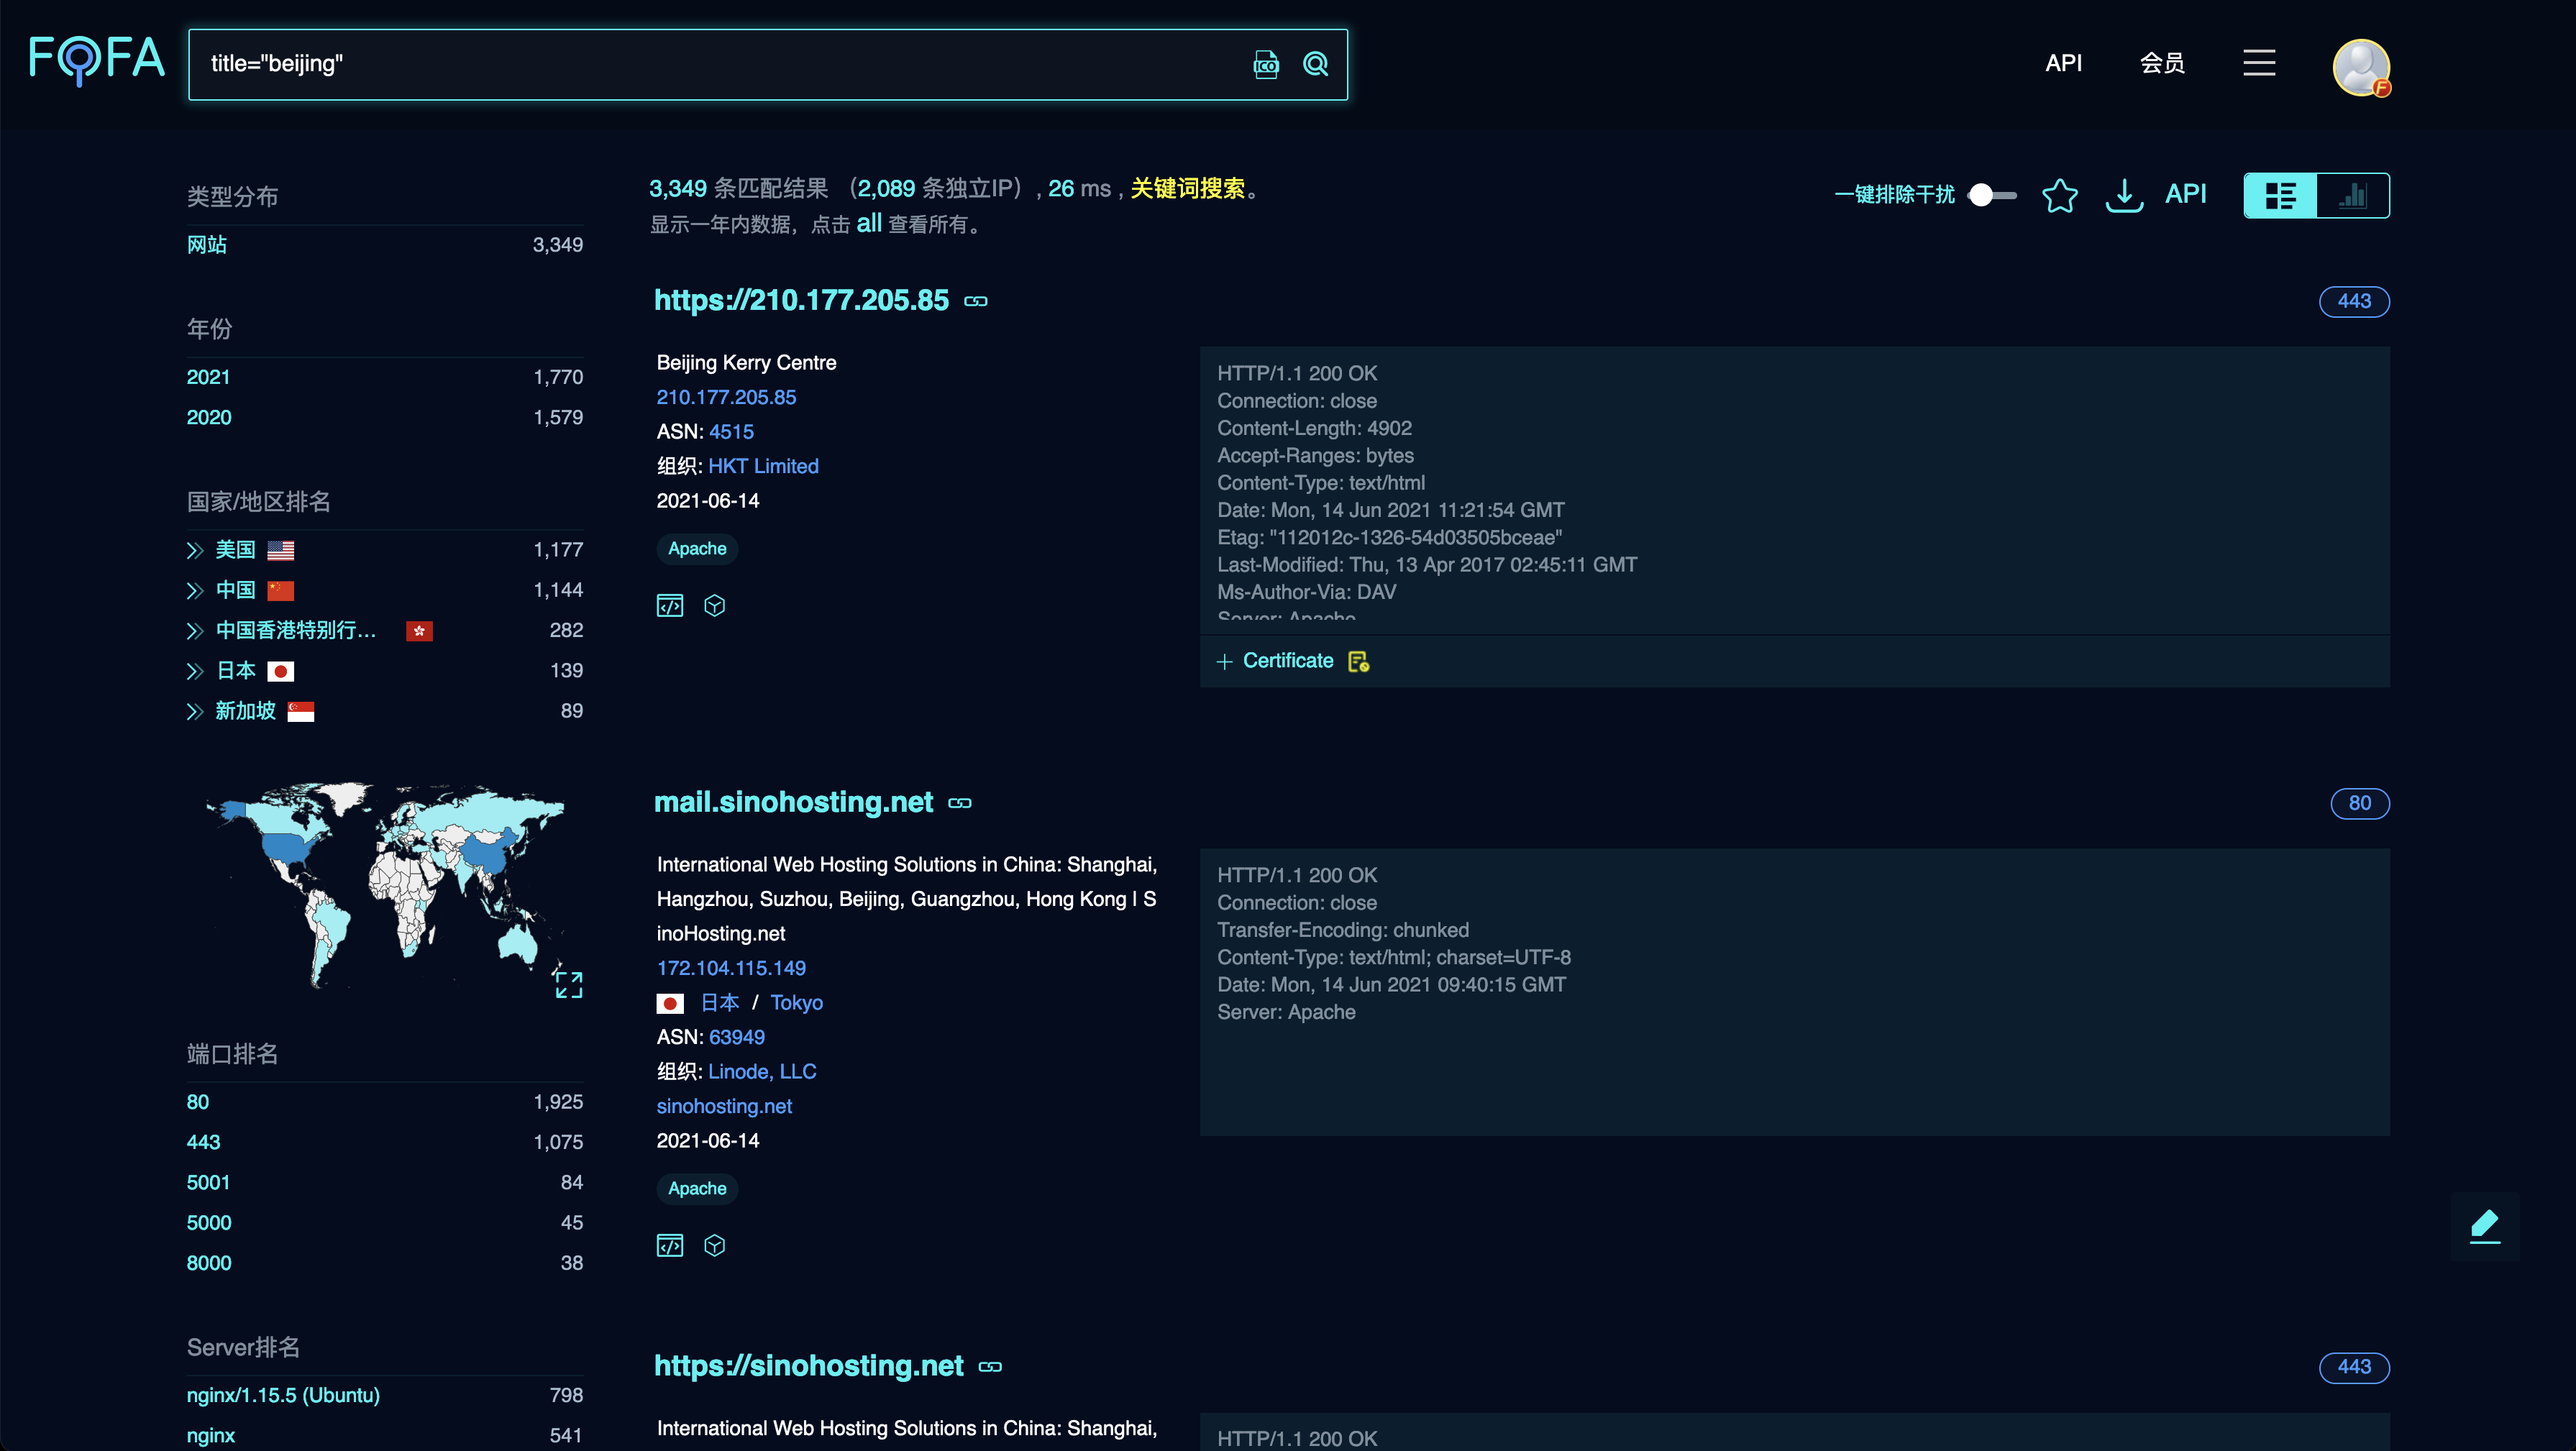 FOFA
title="beijing"
ICO
API
会员
F
类型分布
网站 3,349
年份
2021 1,770
2020 1,579
国家/地区排名
美国 1,177
中国 1,144
中国香港特别行... 282
日本 139
新加坡 89
端口排名
80 1,925
443 1,075
5001 84
5000 45
8000 38
Server排名
nginx/1.15.5 (Ubuntu) 798
nginx 541
3,349 条匹配结果 （2,089 条独立IP）, 26 ms , 关键词搜索。
显示一年内数据，点击 all 查看所有。
一键排除干扰
API
https://210.177.205.85
443
Beijing Kerry Centre
210.177.205.85
ASN: 4515
组织: HKT Limited
2021-06-14
Apache
HTTP/1.1 200 OK
Connection: close
Content-Length: 4902
Accept-Ranges: bytes
Content-Type: text/html
Date: Mon, 14 Jun 2021 11:21:54 GMT
Etag: "112012c-1326-54d03505bceae"
Last-Modified: Thu, 13 Apr 2017 02:45:11 GMT
Ms-Author-Via: DAV
Server: Apache
+ Certificate
mail.sinohosting.net
80
International Web Hosting Solutions in China: Shanghai,
Hangzhou, Suzhou, Beijing, Guangzhou, Hong Kong | S
inoHosting.net
172.104.115.149
日本 / Tokyo
ASN: 63949
组织: Linode, LLC
sinohosting.net
2021-06-14
Apache
HTTP/1.1 200 OK
Connection: close
Transfer-Encoding: chunked
Content-Type: text/html; charset=UTF-8
Date: Mon, 14 Jun 2021 09:40:15 GMT
Server: Apache
https://sinohosting.net
443
International Web Hosting Solutions in China: Shanghai,
HTTP/1.1 200 OK